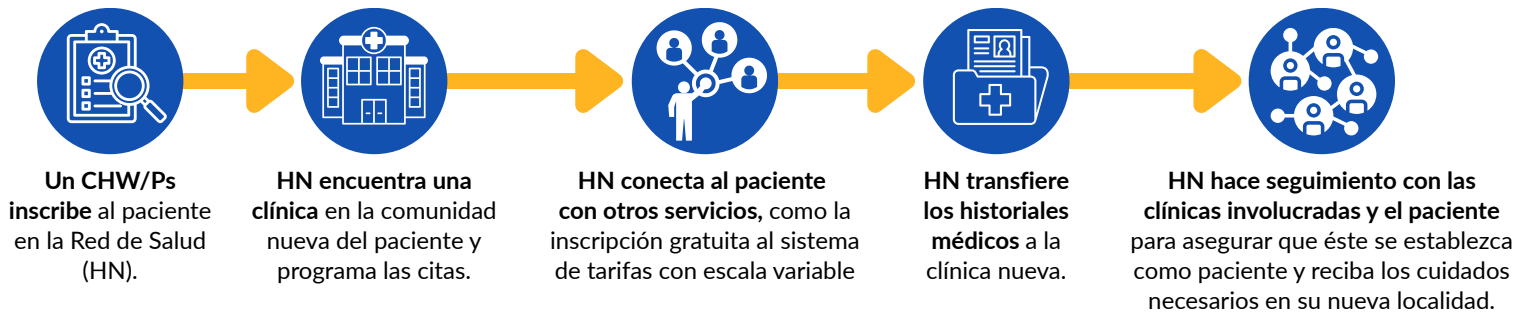 Un CHW/Ps
inscribe al paciente
en la Red de Salud
(HN).
HN encuentra una
clínica en la comunidad
nueva del paciente y
programa las citas.
HN conecta al paciente
con otros servicios, como la
inscripción gratuita al sistema
de tarifas con escala variable
HN transfiere
los historiales
médicos a la
clínica nueva.
HN hace seguimiento con las
clínicas involucradas y el paciente
para asegurar que éste se establezca
como paciente y reciba los cuidados
necesarios en su nueva localidad.